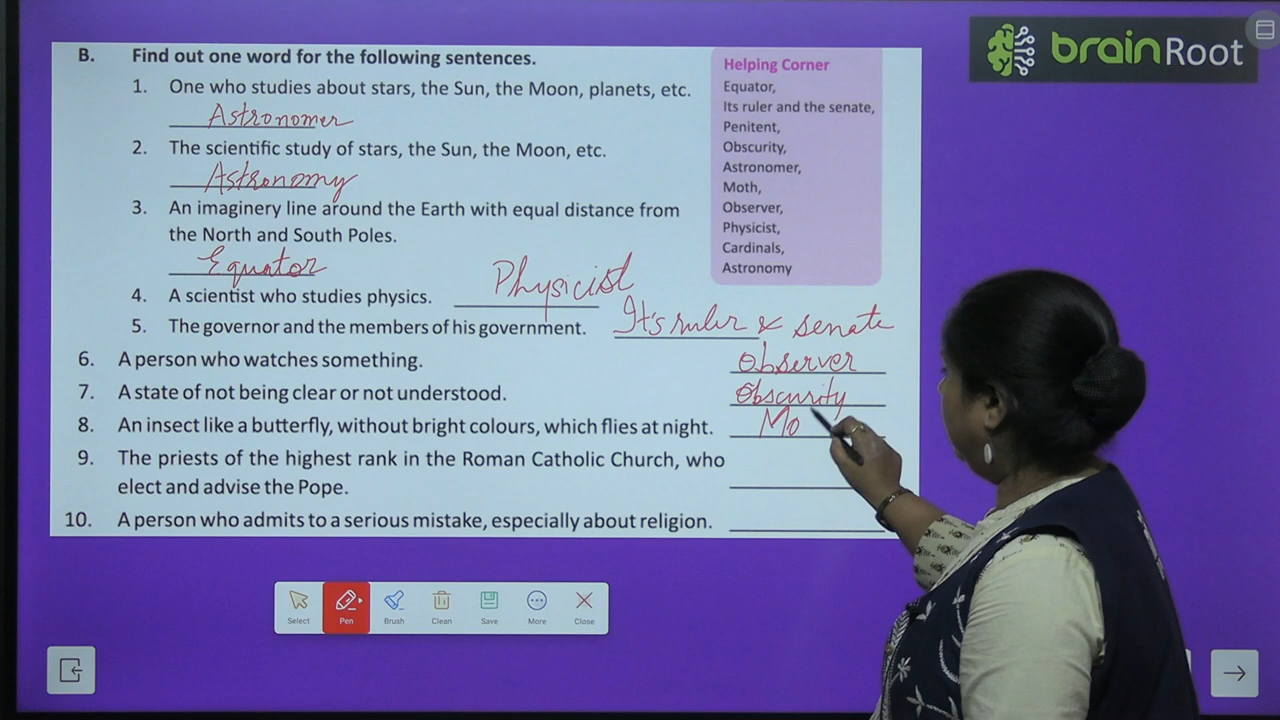 brainRoot
B. Find out one word for the following sentences.
1. One who studies about stars, the Sun, the Moon, planets, etc.
Astronomer
2. The scientific study of stars, the Sun, the Moon, etc.
Astronomy
3. An imaginery line around the Earth with equal distance from
the North and South Poles.
Equator
4. A scientist who studies physics. Physicist
5. The governor and the members of his government. It's ruler & senate
6. A person who watches something. Observer
7. A state of not being clear or not understood. Obscurity
8. An insect like a butterfly, without bright colours, which flies at night. Mo
9. The priests of the highest rank in the Roman Catholic Church, who
elect and advise the Pope.
10. A person who admits to a serious mistake, especially about religion.
Helping Corner
Equator,
Its ruler and the senate,
Penitent,
Obscurity,
Astronomer,
Moth,
Observer,
Physicist,
Cardinals,
Astronomy
Select Pen Brush Clean Save More Close